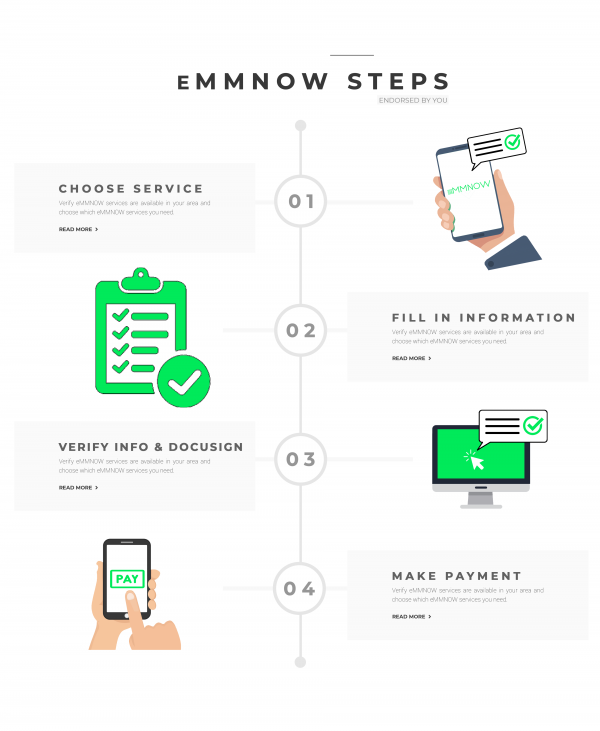 eMMNOW STEPS
ENDORSED BY YOU
CHOOSE SERVICE
Verify eMMNOW services are available in your area and
choose which eMMNOW services you need.
READ MORE >
01
eMMNOW
02
FILL IN INFORMATION
Verify eMMNOW services are available in your area and
choose which eMMNOW services you need.
READ MORE >
VERIFY INFO & DOCUSIGN
Verify eMMNOW services are available in your area and
choose which eMMNOW services you need.
READ MORE >
03
PAY
04
MAKE PAYMENT
Verify eMMNOW services are available in your area and
choose which eMMNOW services you need.
READ MORE >